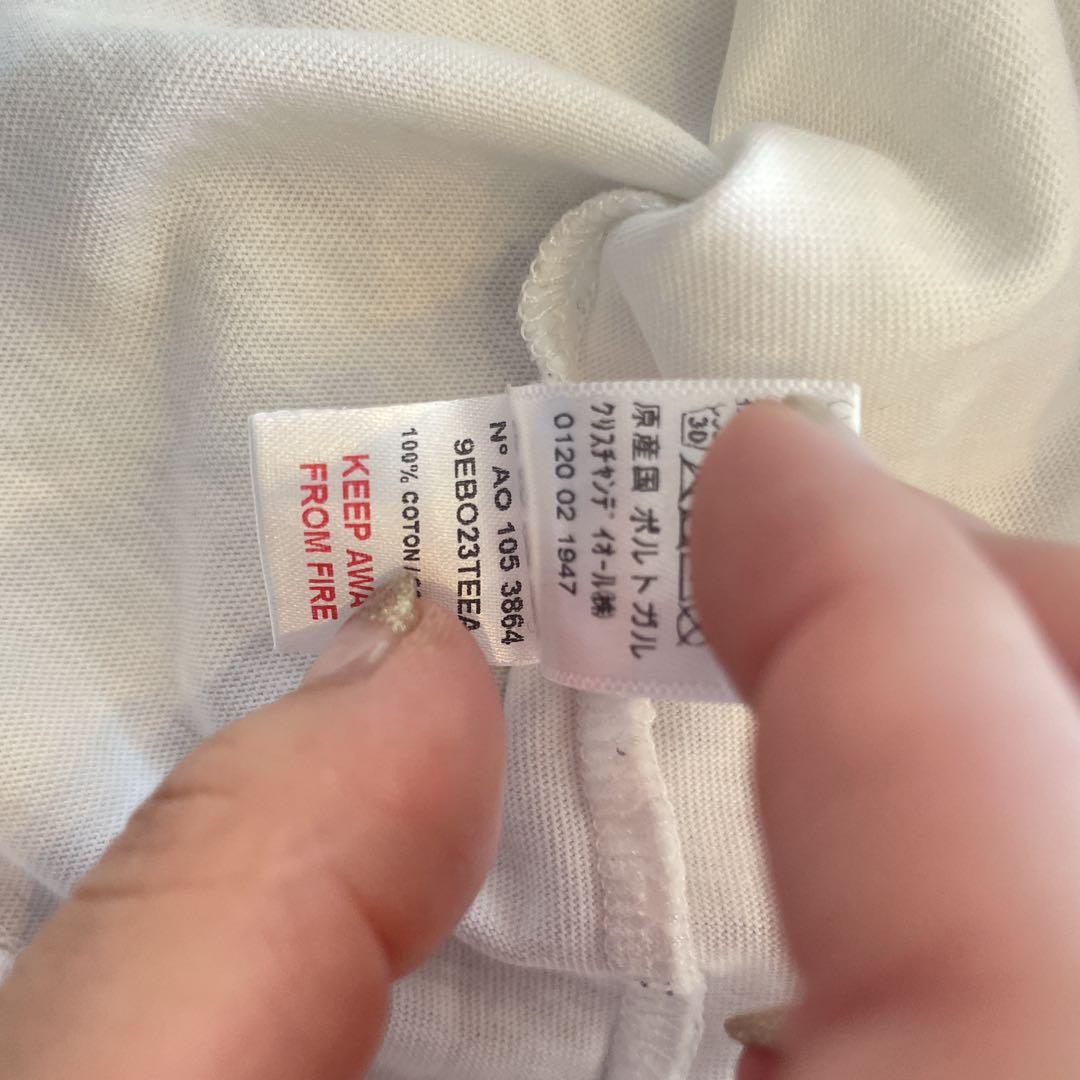 30
原産国 ポルトガル
クリスチャンディオール㈱
0120 02 1947
N° AO 105 3864
9EBO23TEEA
100% COTON /
KEEP
FROM FIRE